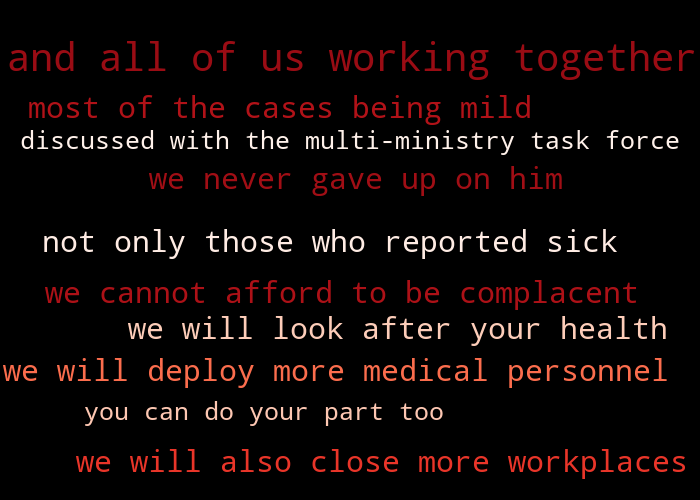 and all of us working together
most of the cases being mild
discussed with the multi-ministry task force
we never gave up on him
not only those who reported sick
we cannot afford to be complacent
we will look after your health
we will deploy more medical personnel
you can do your part too
we will also close more workplaces